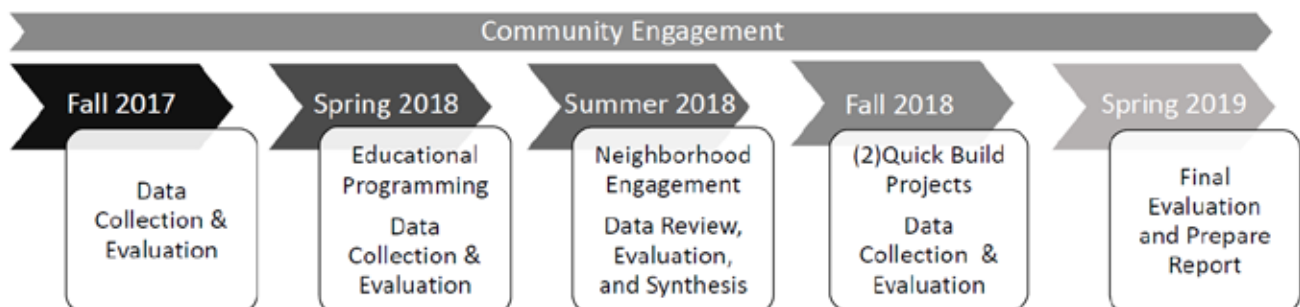 Community Engagement
Fall 2017
Data
Collection &
Evaluation
Spring 2018
Educational
Programming
Data
Collection &
Evaluation
Summer 2018
Neighborhood
Engagement
Data Review,
Evaluation,
and Synthesis
Fall 2018
(2)Quick Build
Projects
Data
Collection &
Evaluation
Spring 2019
Final
Evaluation
and Prepare
Report